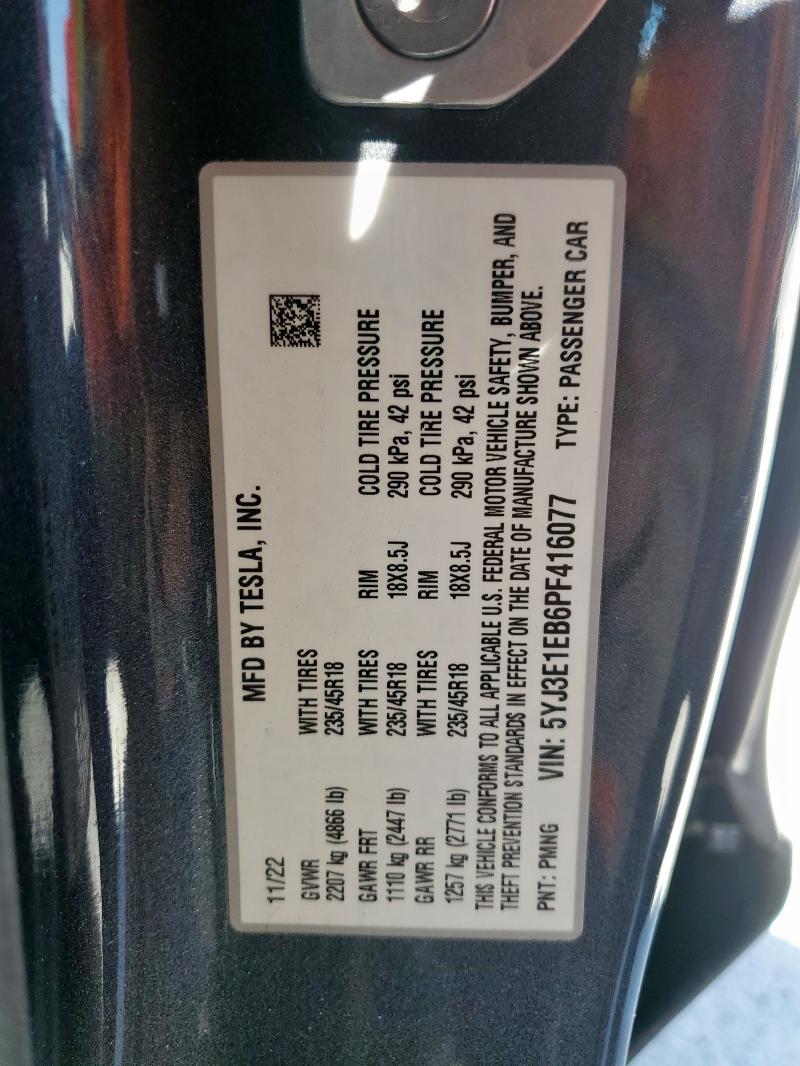 MFD BY TESLA, INC.
11/22
GVWR WITH TIRES
2207 kg (4866 lb) 235/45R18
GAWR FRT WITH TIRES RIM COLD TIRE PRESSURE
1110 kg (2447 lb) 235/45R18 18X8.5J 290 kPa, 42 psi
GAWR RR WITH TIRES RIM COLD TIRE PRESSURE
1257 kg (2771 lb) 235/45R18 18X8.5J 290 kPa, 42 psi
THIS VEHICLE CONFORMS TO ALL APPLICABLE U.S. FEDERAL MOTOR VEHICLE SAFETY, BUMPER, AND
THEFT PREVENTION STANDARDS IN EFFECT ON THE DATE OF MANUFACTURE SHOWN ABOVE.
PNT: PMNG VIN: 5YJ3E1EB6PF416077 TYPE: PASSENGER CAR